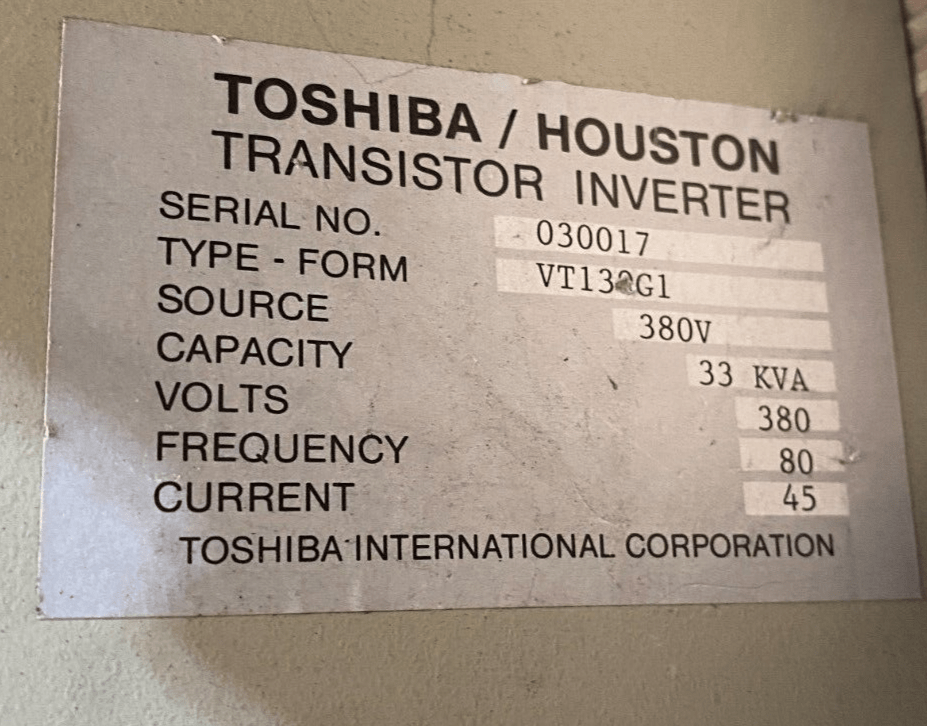 TOSHIBA / HOUSTON
TRANSISTOR INVERTER
SERIAL NO. 030017
TYPE - FORM
SOURCE 380V
CAPACITY 33 KVA
VOLTS 380
FREQUENCY 80
CURRENT 45
TOSHIBA INTERNATIONAL CORPORATION